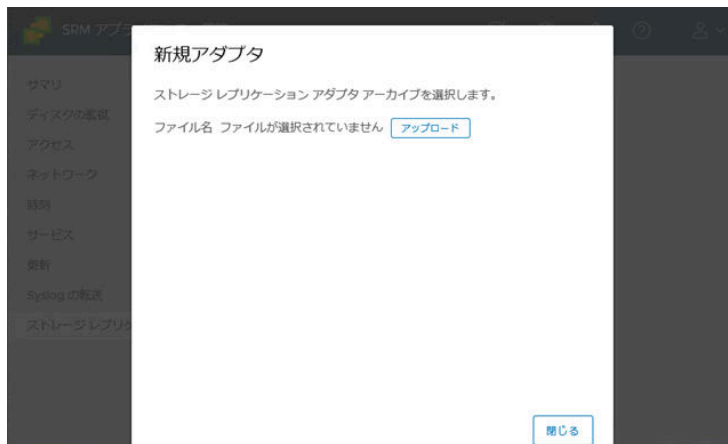 SRM アプ
新規アダプタ
ストレージ レプリケーション アダプタ アーカイブを選択します。
ファイル名 ファイルが選択されていません アップロード
サマリ
ディスクの監視
アクセス
ネットワーク
時刻
サービス
更新
Syslog の転送
ストレージ レプリケ
閉じる